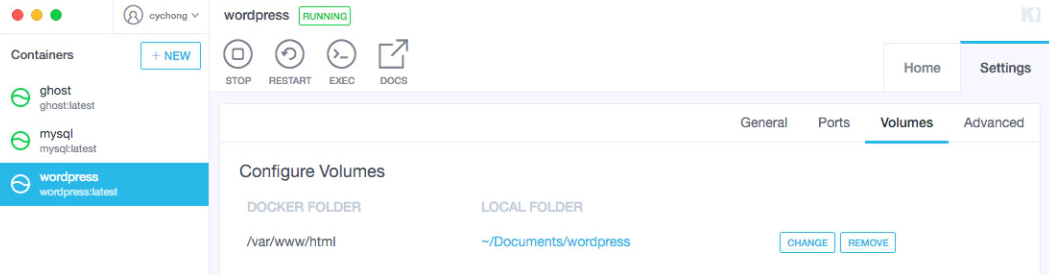 cychong
wordpress RUNNING
Containers
+ NEW
STOP RESTART EXEC DOCS
Home Settings
ghost
ghost:latest
mysql
mysql:latest
wordpress
wordpress:latest
General Ports Volumes Advanced
Configure Volumes
DOCKER FOLDER LOCAL FOLDER
/var/www/html ~/Documents/wordpress CHANGE REMOVE